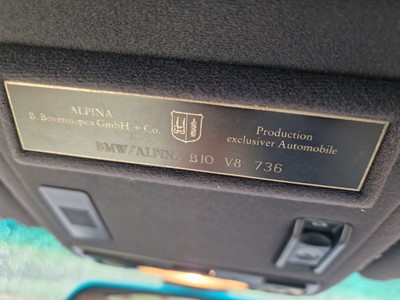 ALPINA
B. Bovensiepen GmbH + Co.
Production
exclusiver Automobile
BMW/ALPINA B10 V8 736